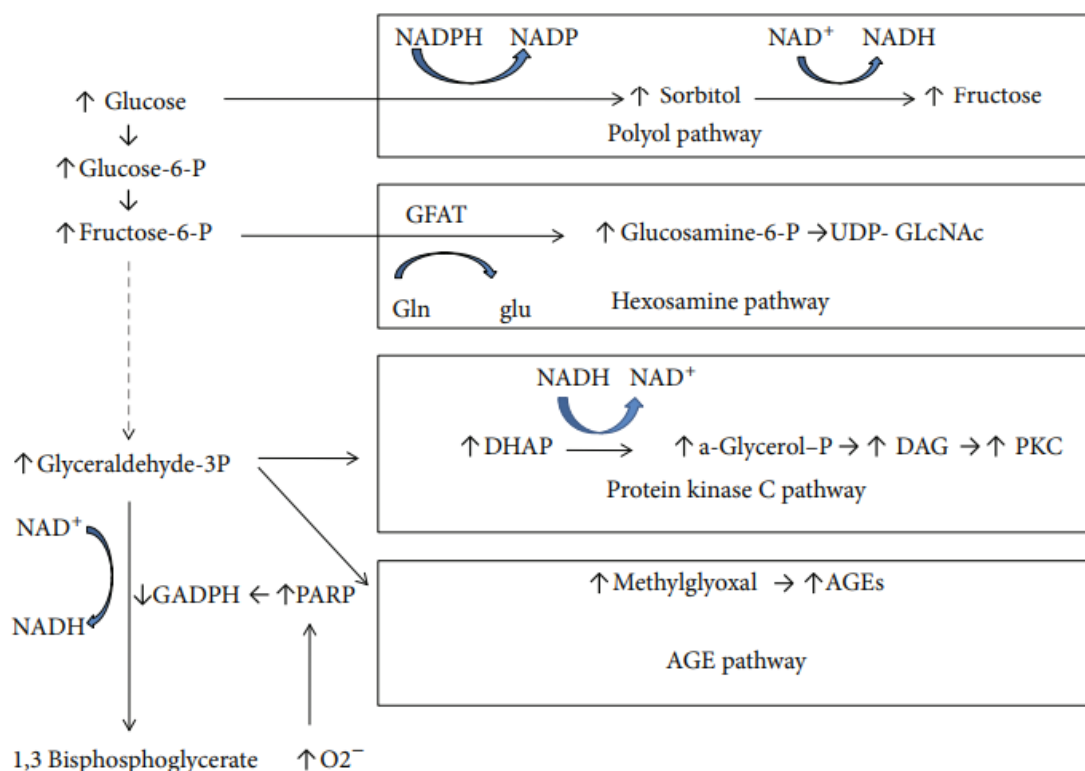 NADPH NADP NAD⁺ NADH
↑ Glucose → ↑ Sorbitol → ↑ Fructose
Polyol pathway
↓
↑ Glucose-6-P
↓
↑ Fructose-6-P → GFAT ↑ Glucosamine-6-P → UDP- GLcNAc
Gln glu
Hexosamine pathway
NADH NAD⁺
↑ Glyceraldehyde-3P → ↑ DHAP → ↑ a-Glycerol–P → ↑ DAG → ↑ PKC
Protein kinase C pathway
NAD⁺
NADH
↓ GADPH ← ↑ PARP
↑ Methylglyoxal → ↑ AGEs
AGE pathway
1,3 Bisphosphoglycerate ↑ O2⁻